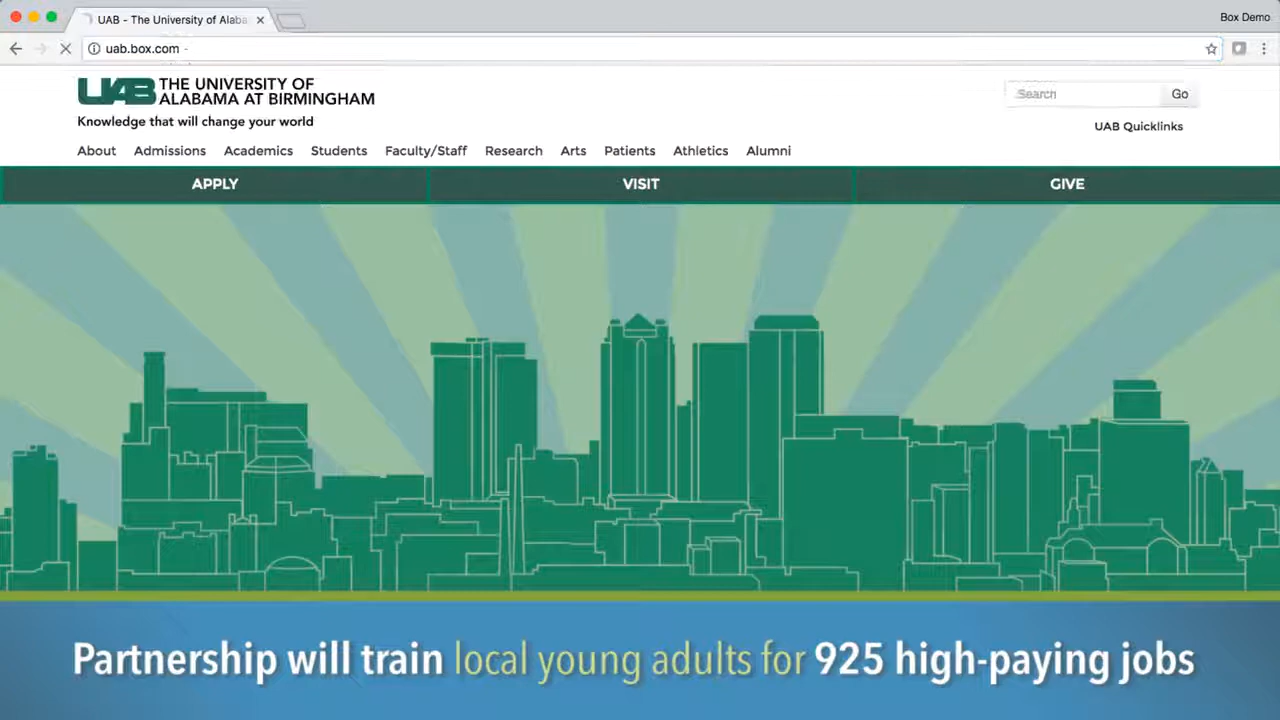 UAB - The University of Alaba
Box Demo
uab.box.com
UAB THE UNIVERSITY OF
ALABAMA AT BIRMINGHAM
Knowledge that will change your world
Search
Go
UAB Quicklinks
About Admissions Academics Students Faculty/Staff Research Arts Patients Athletics Alumni
APPLY VISIT GIVE
Partnership will train local young adults for 925 high-paying jobs